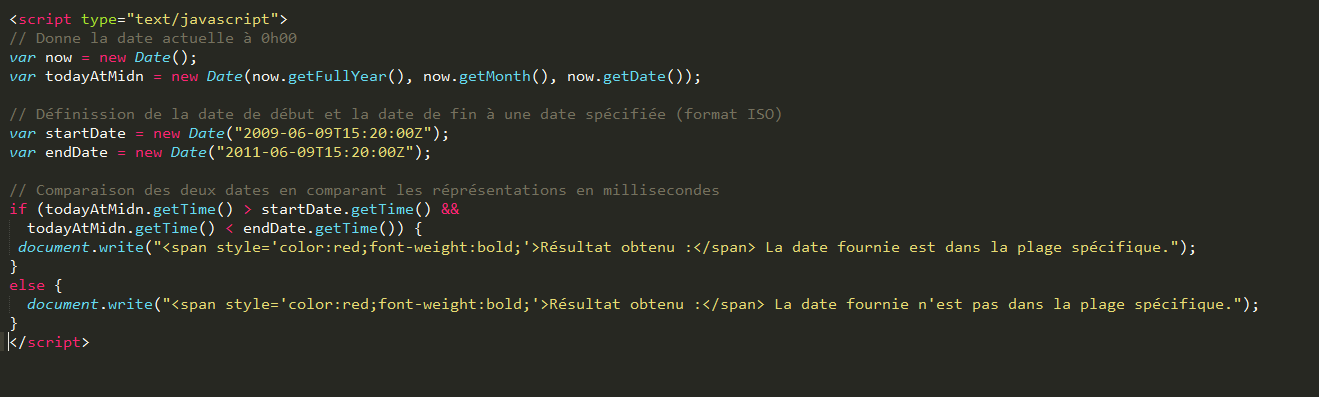 <script type="text/javascript">
// Donne la date actuelle à 0h00
var now = new Date();
var todayAtMidn = new Date(now.getFullYear(), now.getMonth(), now.getDate());
// Définission de la date de début et la date de fin à une date spécifiée (format ISO)
var startDate = new Date("2009-06-09T15:20:00Z");
var endDate = new Date("2011-06-09T15:20:00Z");
// Comparaison des deux dates en comparant les réprésentations en millisecondes
if (todayAtMidn.getTime() > startDate.getTime() &&
todayAtMidn.getTime() < endDate.getTime()) {
document.write("<span style='color:red;font-weight:bold;'>Résultat obtenu :</span> La date fournie est dans la plage spécifique.");
}
else {
document.write("<span style='color:red;font-weight:bold;'>Résultat obtenu :</span> La date fournie n'est pas dans la plage spécifique.");
}
</script>